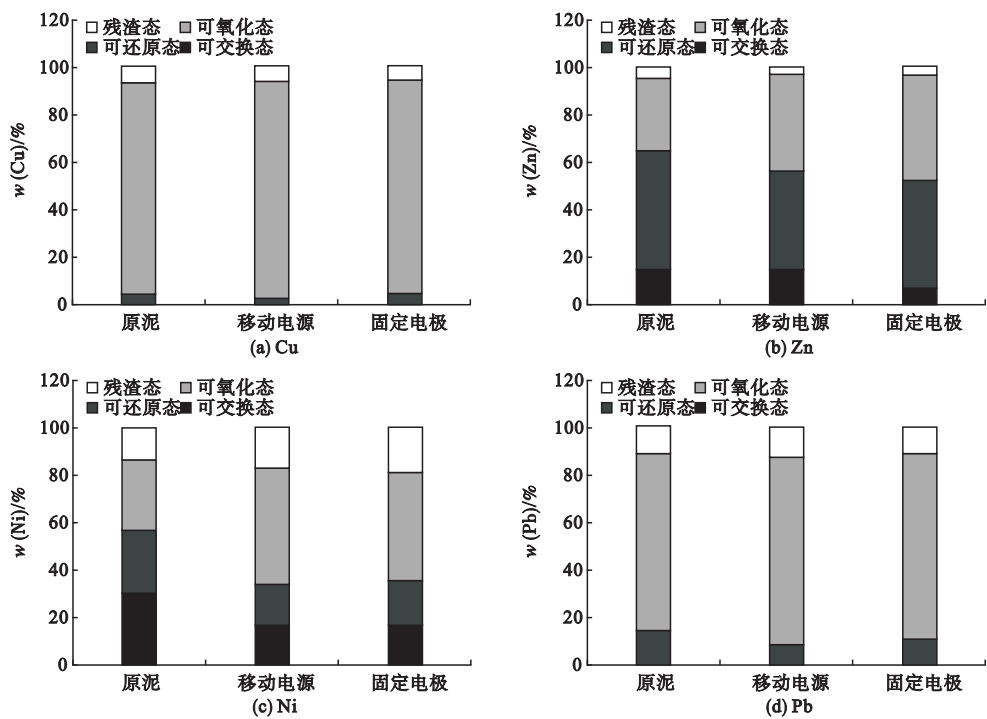 120
100
80
60
40
20
0
w (Cu)/%
残渣态 可氧化态
可还原态 可交换态
原泥 移动电源 固定电极
(a) Cu
120
100
80
60
40
20
0
w (Zn)/%
残渣态 可氧化态
可还原态 可交换态
原泥 移动电源 固定电极
(b) Zn
120
100
80
60
40
20
0
w (Ni)/%
残渣态 可氧化态
可还原态 可交换态
原泥 移动电源 固定电极
(c) Ni
120
100
80
60
40
20
0
w (Pb)/%
残渣态 可氧化态
可还原态 可交换态
原泥 移动电源 固定电极
(d) Pb